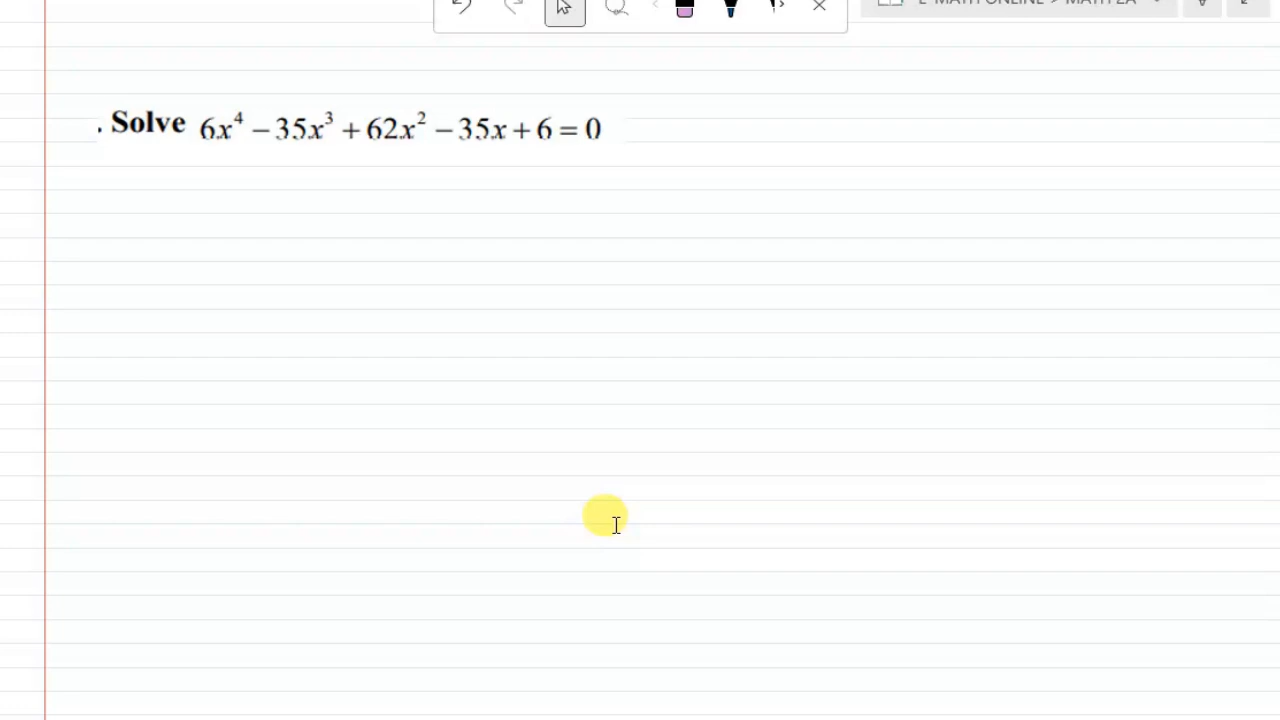 . Solve 6x⁴ – 35x³ + 62x² – 35x + 6 = 0